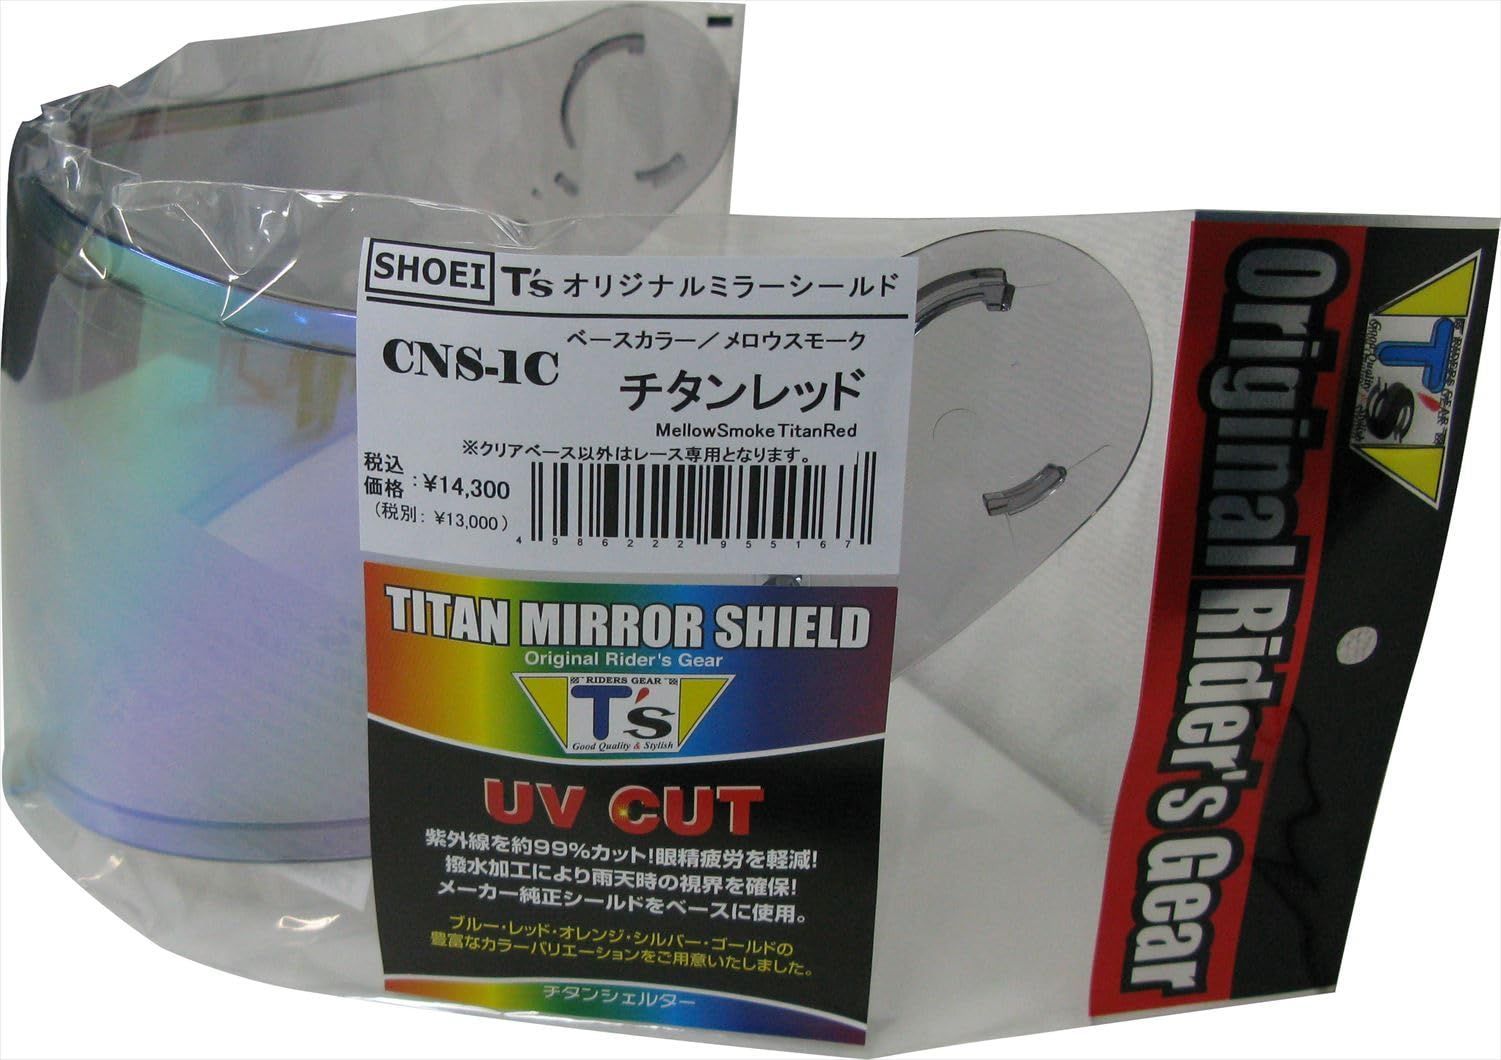 SHOEI T'sオリジナルミラーシールド
ベースカラー／メロウスモーク
CNS-1C
チタンレッド
MellowSmokeTitanRed
※クリアベース以外はレース専用となります。
税込
価格:￥14,300
（税別:￥13,000）
4986222955167
TITAN MIRROR SHIELD
Original Rider's Gear
RIDERS GEAR
T's
Good Quality & Stylish
UV CUT
紫外線を約99%カット!眼精疲労を軽減!
撥水加工により雨天時の視界を確保!
メーカー純正シールドをベースに使用。
ブルー・レッド・オレンジ・シルバー・ゴールドの
豊富なカラーバリエーションをご用意いたしました。
チタンシェルター
Original Rider's Gear
RIDERS GEAR
T's
Good Quality & Stylish